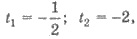 t₁ = −1/2; t₂ = −2,